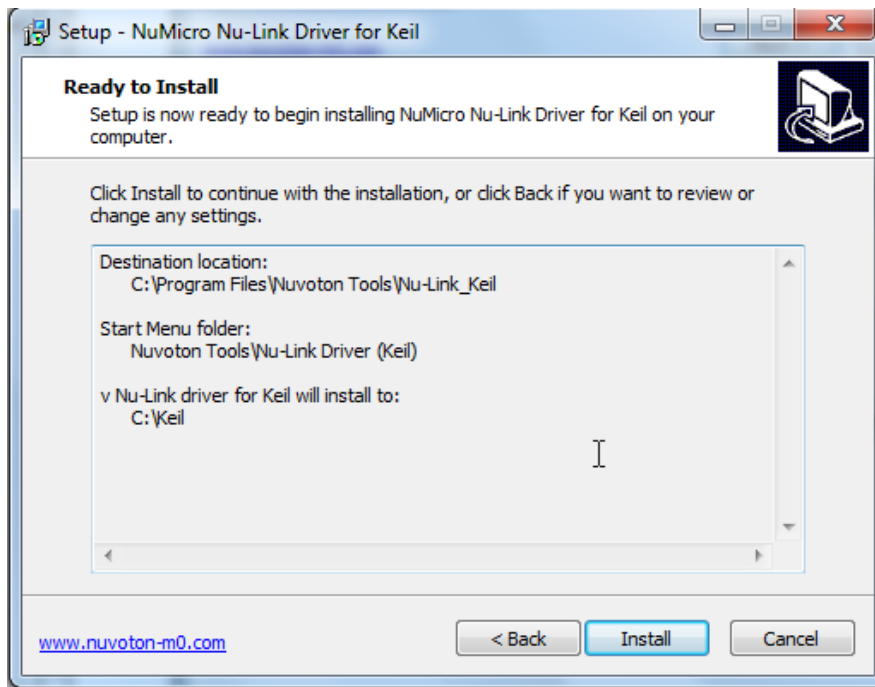 Setup - NuMicro Nu-Link Driver for Keil
Ready to Install
Setup is now ready to begin installing NuMicro Nu-Link Driver for Keil on your
computer.
Click Install to continue with the installation, or click Back if you want to review or
change any settings.
Destination location:
C:\Program Files\Nuvoton Tools\Nu-Link_Keil
Start Menu folder:
Nuvoton Tools\Nu-Link Driver (Keil)
v Nu-Link driver for Keil will install to:
C:\Keil
www.nuvoton-m0.com
< Back
Install
Cancel